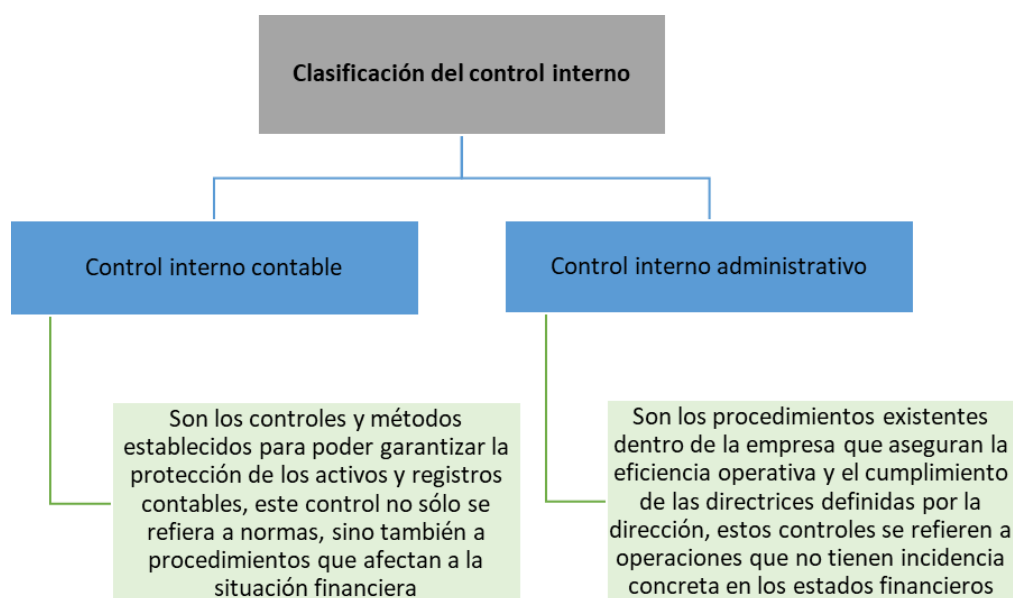 Clasificación del control interno
Control interno contable
Control interno administrativo
Son los controles y métodos
establecidos para poder garantizar la
protección de los activos y registros
contables, este control no sólo se
refiera a normas, sino también a
procedimientos que afectan a la
situación financiera
Son los procedimientos existentes
dentro de la empresa que aseguran la
eficiencia operativa y el cumplimiento
de las directrices definidas por la
dirección, estos controles se refieren a
operaciones que no tienen incidencia
concreta en los estados financieros